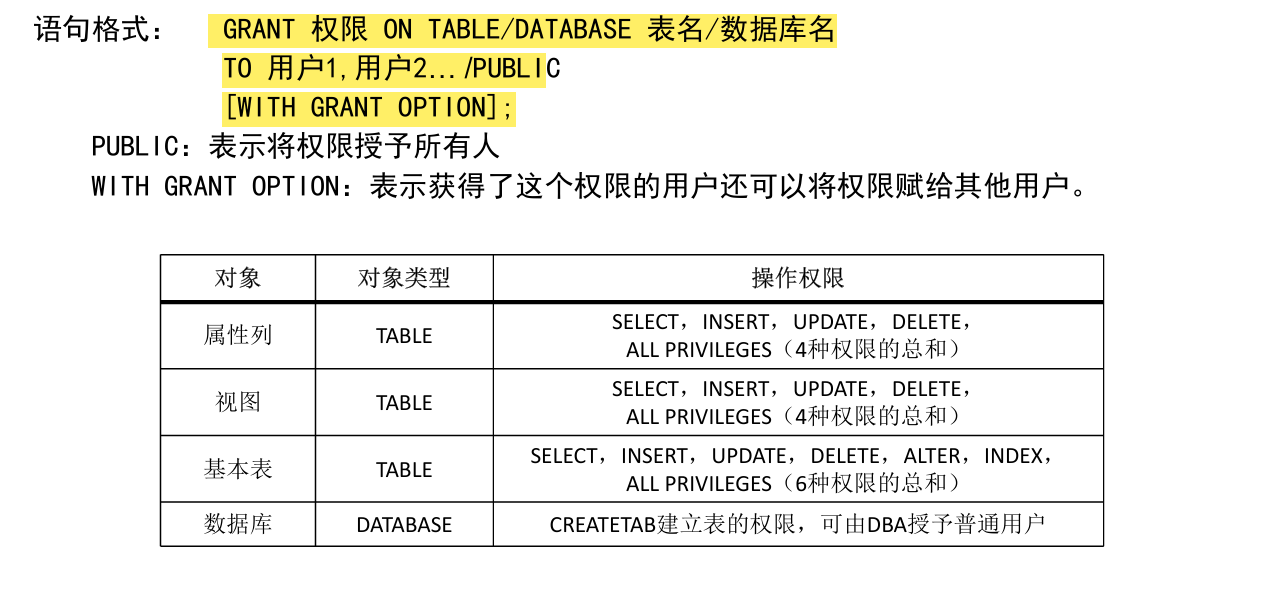 语句格式： GRANT 权限 ON TABLE/DATABASE 表名/数据库名
TO 用户1,用户2.../PUBLIC
[WITH GRANT OPTION];
PUBLIC：表示将权限授予所有人
WITH GRANT OPTION：表示获得了这个权限的用户还可以将权限赋给其他用户。
对象 对象类型 操作权限
属性列 TABLE SELECT，INSERT，UPDATE，DELETE，
ALL PRIVILEGES（4种权限的总和）
视图 TABLE SELECT，INSERT，UPDATE，DELETE，
ALL PRIVILEGES（4种权限的总和）
基本表 TABLE SELECT，INSERT，UPDATE，DELETE，ALTER，INDEX，
ALL PRIVILEGES（6种权限的总和）
数据库 DATABASE CREATETAB建立表的权限，可由DBA授予普通用户